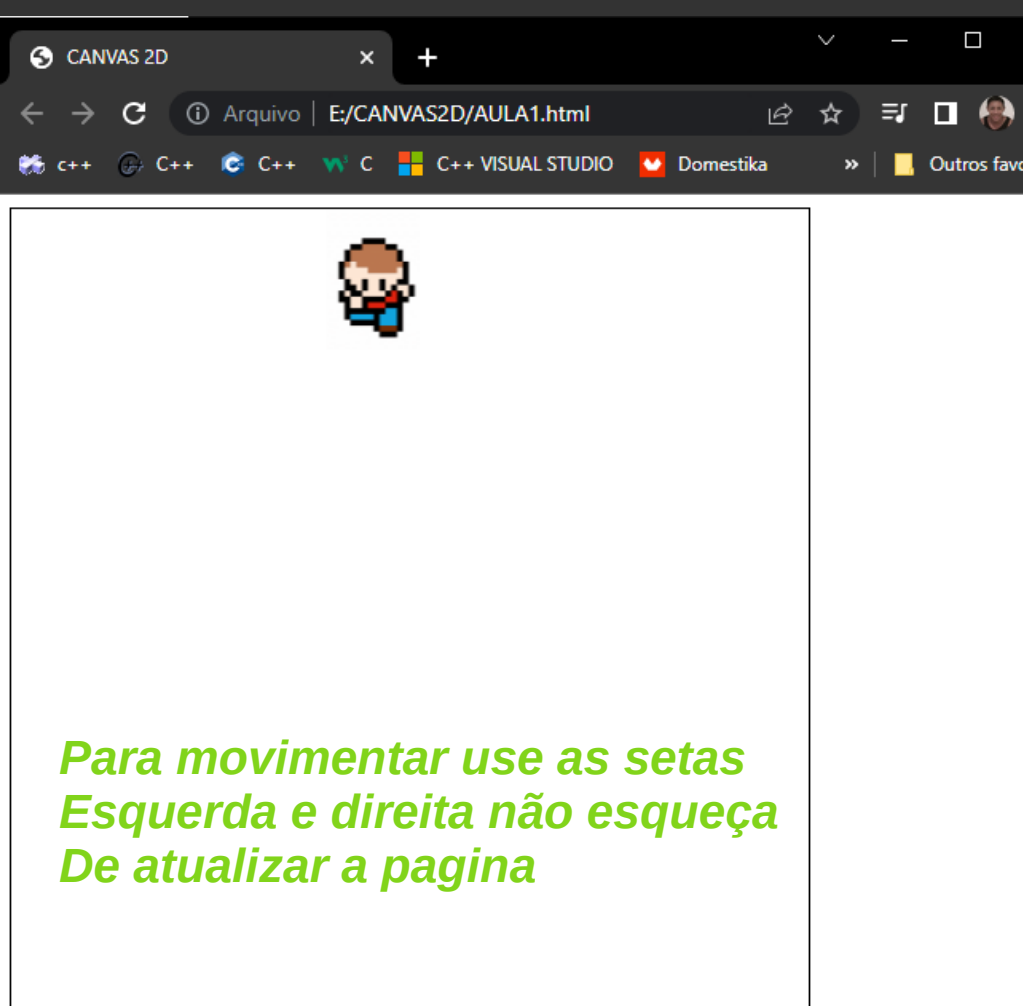 CANVAS 2D
Arquivo | E:/CANVAS2D/AULA1.html
c++ C++ C++ C C++ VISUAL STUDIO Domestika » Outros favo
Para movimentar use as setas
Esquerda e direita não esqueça
De atualizar a pagina